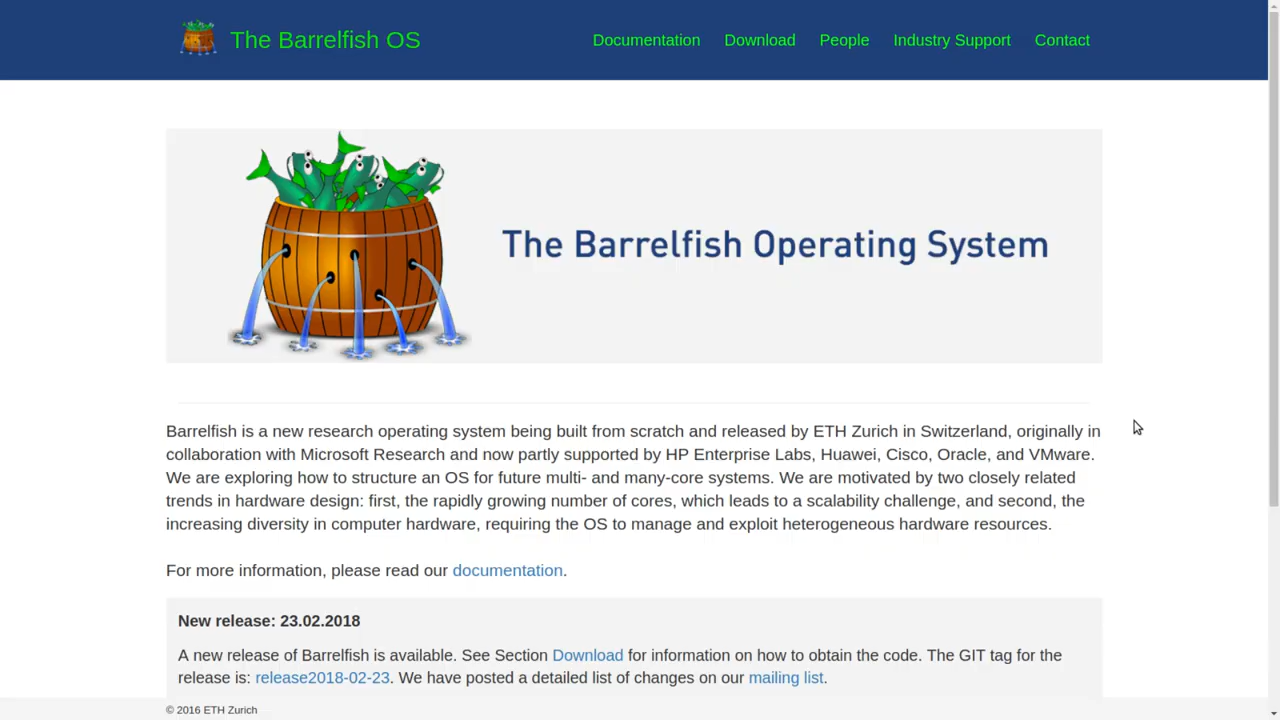 The Barrelfish OS
Documentation
Download
People
Industry Support
Contact
The Barrelfish Operating System
Barrelfish is a new research operating system being built from scratch and released by ETH Zurich in Switzerland, originally in
collaboration with Microsoft Research and now partly supported by HP Enterprise Labs, Huawei, Cisco, Oracle, and VMware.
We are exploring how to structure an OS for future multi- and many-core systems. We are motivated by two closely related
trends in hardware design: first, the rapidly growing number of cores, which leads to a scalability challenge, and second, the
increasing diversity in computer hardware, requiring the OS to manage and exploit heterogeneous hardware resources.
For more information, please read our documentation.
New release: 23.02.2018
A new release of Barrelfish is available. See Section Download for information on how to obtain the code. The GIT tag for the
release is: release2018-02-23. We have posted a detailed list of changes on our mailing list.
© 2016 ETH Zurich